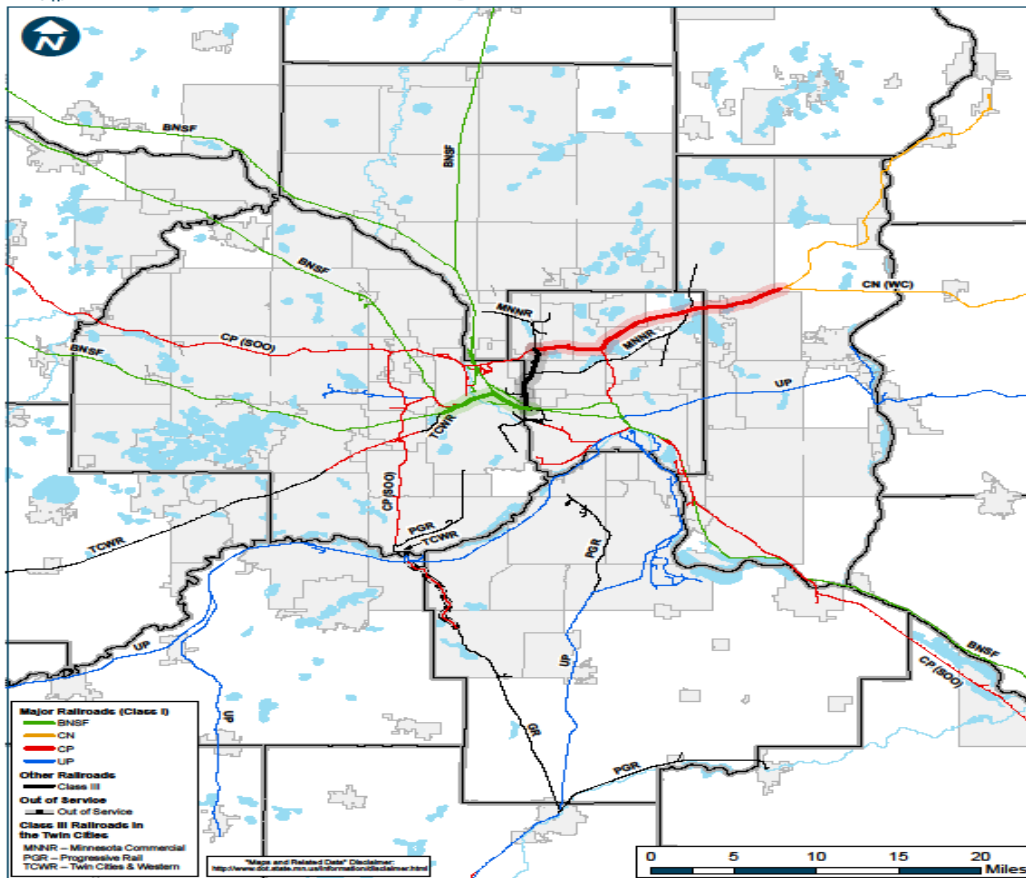 N
BNSF
BNSF
BNSF
MNNR
CN (WC)
CP (SOO)
MNNR
BNSF
UP
TCWR
CP (SOO)
PGR
TCWR
TCWR
PGR
UP
UP
BNSF
CP (SOO)
UP
GR
PGR
Major Railroads (Class I)
BNSF
CN
CP
UP
Other Railroads
Class III
Out of Service
Out of Service
Class III Railroads in
the Twin Cities
MNNR – Minnesota Commercial
PGR – Progressive Rail
TCWR – Twin Cities & Western
"Maps and Related Data" Disclaimer:
http://www.dot.state.mn.us/information/disclaimer.html
0 5 10 15 20
Miles